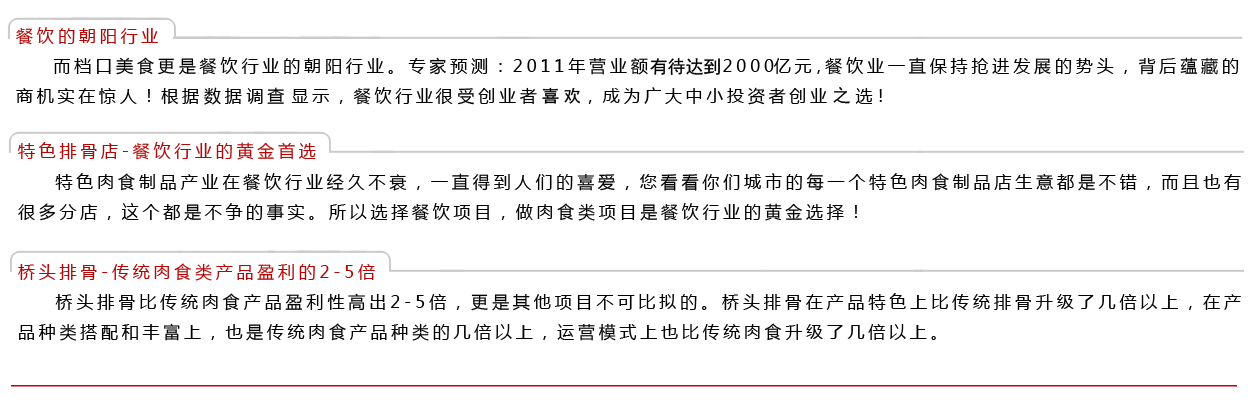 餐饮的朝阳行业
而档口美食更是餐饮行业的朝阳行业。专家预测：2011年营业额有待达到2000亿元,餐饮业一直保持抢进发展的势头，背后蕴藏的
商机实在惊人！根据数据调查显示，餐饮行业很受创业者喜欢，成为广大中小投资者创业之选！
特色排骨店-餐饮行业的黄金首选
特色肉食制品产业在餐饮行业经久不衰，一直得到人们的喜爱，您看看你们城市的每一个特色肉食制品店生意都是不错，而且也有
很多分店，这个都是不争的事实。所以选择餐饮项目，做肉食类项目是餐饮行业的黄金选择！
桥头排骨-传统肉食类产品盈利的2-5倍
桥头排骨比传统肉食产品盈利性高出2-5倍，更是其他项目不可比拟的。桥头排骨在产品特色上比传统排骨升级了几倍以上，在产
品种类搭配和丰富上，也是传统肉食产品种类的几倍以上，运营模式上也比传统肉食升级了几倍以上。